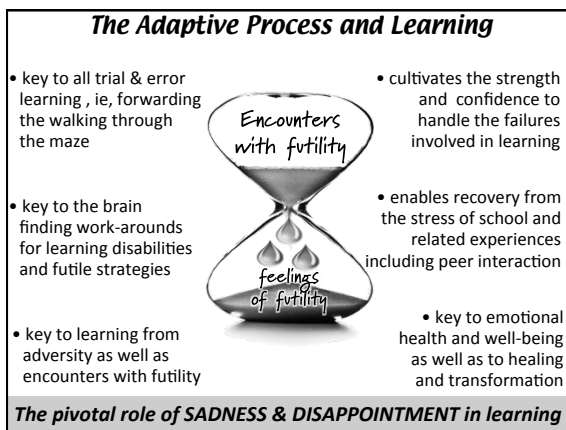 The Adaptive Process and Learning
• key to all trial & error
learning , ie, forwarding
the walking through
the maze
• key to the brain
finding work-arounds
for learning disabilities
and futile strategies
• key to learning from
adversity as well as
encounters with futility
Encounters
with futility
feelings
of futility
• cultivates the strength
and confidence to
handle the failures
involved in learning
• enables recovery from
the stress of school and
related experiences
including peer interaction
• key to emotional
health and well-being
as well as to healing
and transformation
The pivotal role of SADNESS & DISAPPOINTMENT in learning